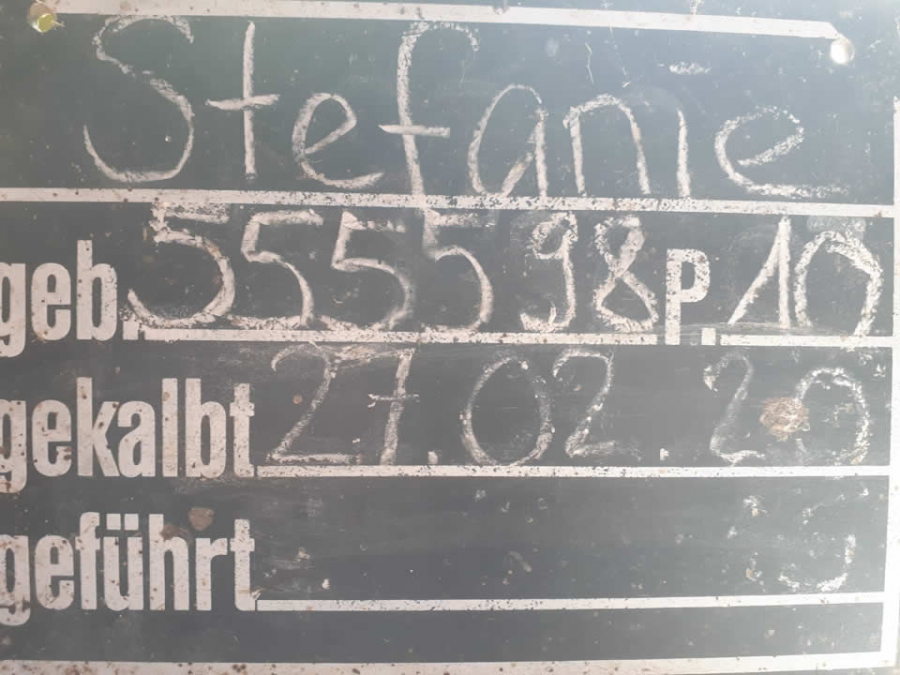 Stefanie
geb. 555598 P. 10
gekalbt 27.02.20
geführt